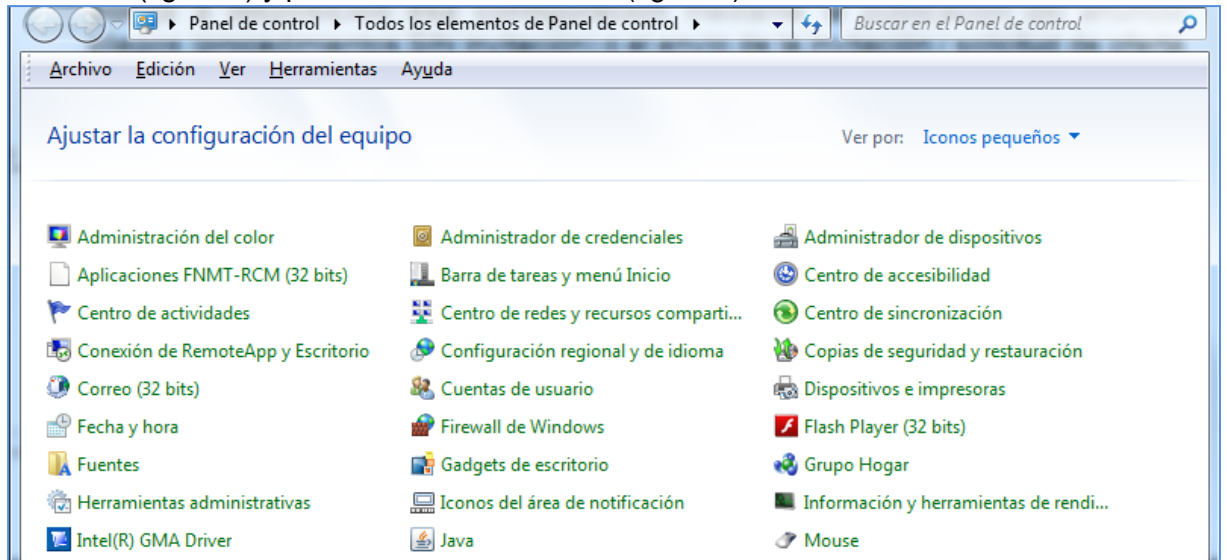 Panel de control Todos los elementos de Panel de control Buscar en el Panel de control
Archivo Edición Ver Herramientas Ayuda
Ajustar la configuración del equipo Ver por: Iconos pequeños
Administración del color Administrador de credenciales Administrador de dispositivos
Aplicaciones FNMT-RCM (32 bits) Barra de tareas y menú Inicio Centro de accesibilidad
Centro de actividades Centro de redes y recursos comparti... Centro de sincronización
Conexión de RemoteApp y Escritorio Configuración regional y de idioma Copias de seguridad y restauración
Correo (32 bits) Cuentas de usuario Dispositivos e impresoras
Fecha y hora Firewall de Windows Flash Player (32 bits)
Fuentes Gadgets de escritorio Grupo Hogar
Herramientas administrativas Iconos del área de notificación Información y herramientas de rendi...
Intel(R) GMA Driver Java Mouse